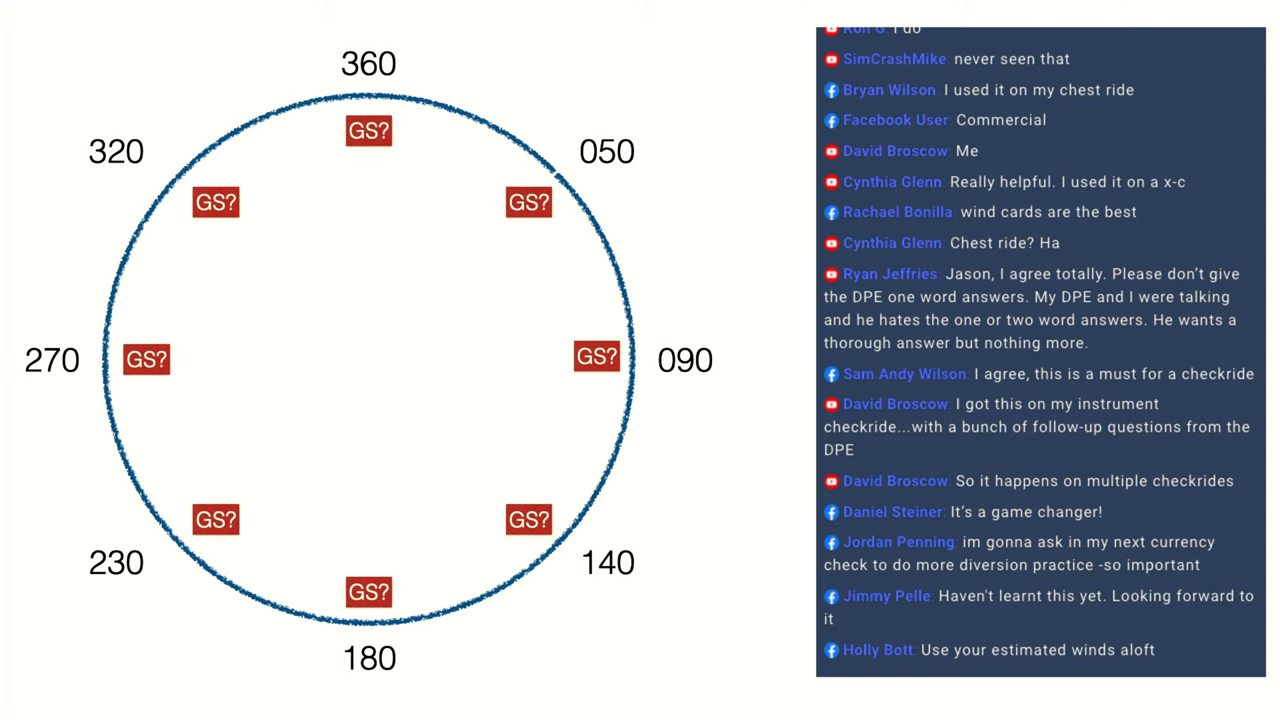 360
320
050
GS?
GS?
GS?
270
GS?
GS?
090
GS?
GS?
230
GS?
140
180
Ron G: I do
SimCrashMike: never seen that
Bryan Wilson: I used it on my chest ride
Facebook User: Commercial
David Broscow: Me
Cynthia Glenn: Really helpful. I used it on a x-c
Rachael Bonilla: wind cards are the best
Cynthia Glenn: Chest ride? Ha
Ryan Jeffries: Jason, I agree totally. Please don’t give
the DPE one word answers. My DPE and I were talking
and he hates the one or two word answers. He wants a
thorough answer but nothing more.
Sam Andy Wilson: I agree, this is a must for a checkride
David Broscow: I got this on my instrument
checkride...with a bunch of follow-up questions from the
DPE
David Broscow: So it happens on multiple checkrides
Daniel Steiner: It’s a game changer!
Jordan Penning: im gonna ask in my next currency
check to do more diversion practice -so important
Jimmy Pelle: Haven't learnt this yet. Looking forward to
it
Holly Bott: Use your estimated winds aloft